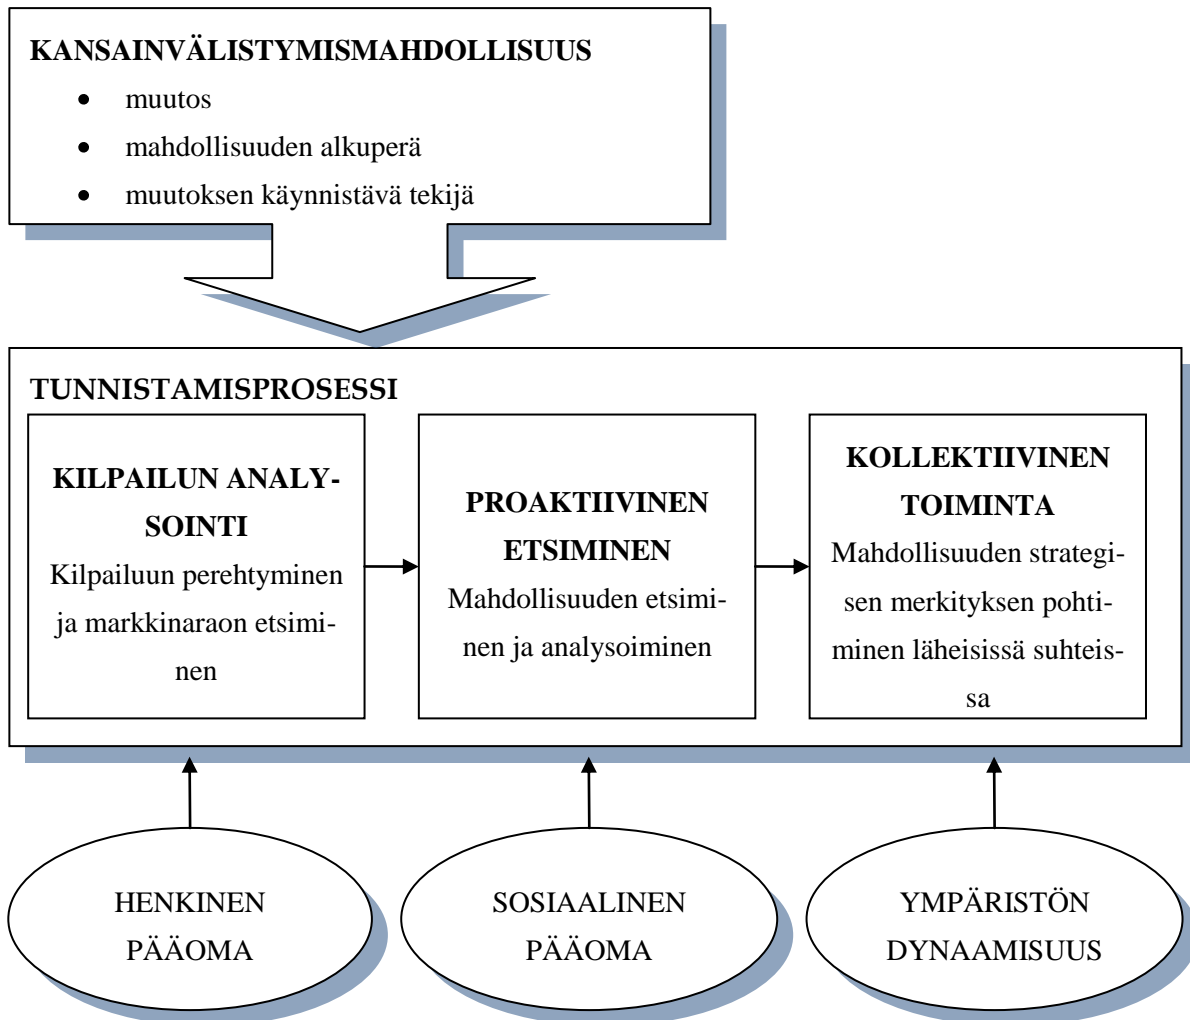 KANSAINVÄLISTYMISMAHDOLLISUUS
• muutos
• mahdollisuuden alkuperä
• muutoksen käynnistävä tekijä
TUNNISTAMISPROSESSI
KILPAILUN ANALY-
SOINTI
Kilpailuun perehtyminen
ja markkinaraon etsimi-
nen
PROAKTIIVINEN
ETSIMINEN
Mahdollisuuden etsimi-
nen ja analysoiminen
KOLLEKTIIVINEN
TOIMINTA
Mahdollisuuden strategi-
sen merkityksen pohti-
minen läheisissä suhteis-
sa
HENKINEN
PÄÄOMA
SOSIAALINEN
PÄÄOMA
YMPÄRISTÖN
DYNAAMISUUS